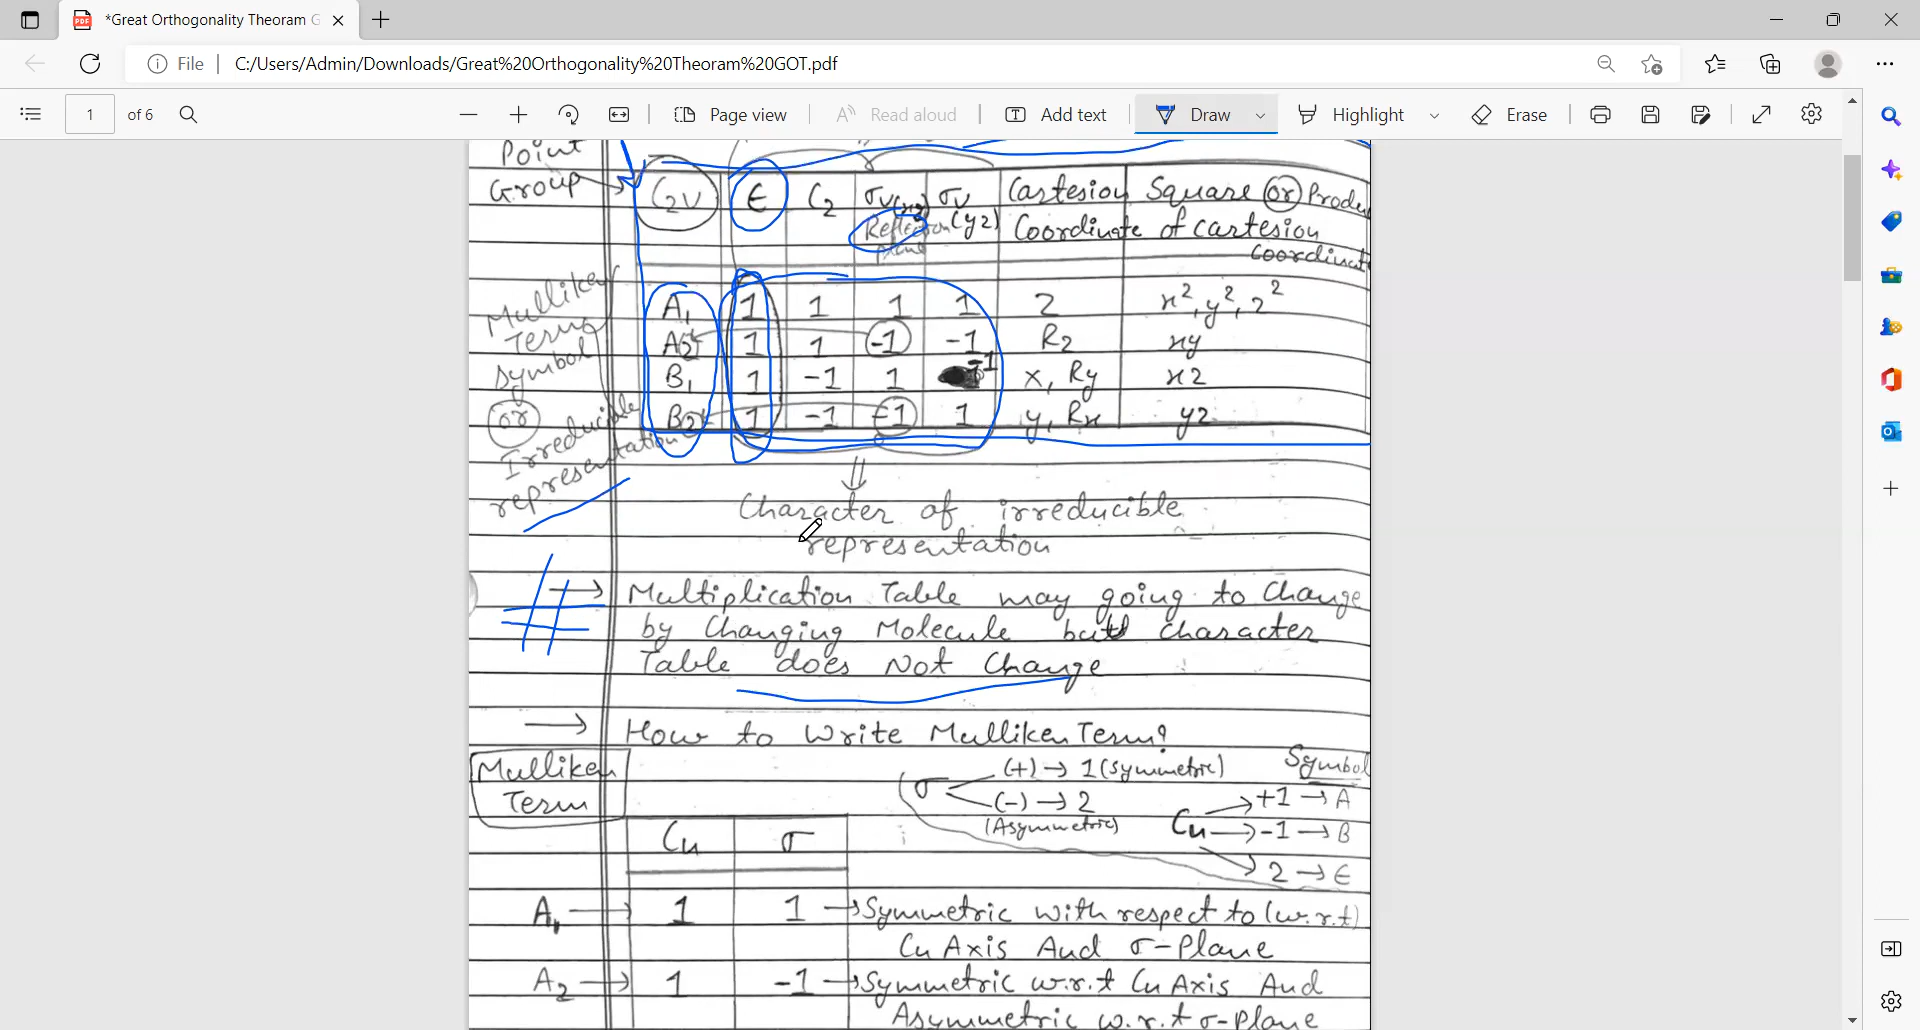 *Great Orthogonality Theoram G
File
C:/Users/Admin/Downloads/Great%20Orthogonality%20Theoram%20GOT.pdf
1 of 6
Page view
Read aloud
Add text
Draw
Highlight
Erase
Point
Group → C2V ∈ C2 σv(xz) σv (yz) Cartesion Coordinate Square or Produ of Cartesion Coordinat
Reflection Plane
A1 1 1 1 1 z x², y², z²
A2 1 1 -1 -1 Rz xy
B1 1 -1 1 -1 x, Ry xz
B2 1 -1 -1 1 y, Rx yz
Mulliken
Term
Symbol
or
Irreducible
representation
Character of irreducible
representation
# → Multiplication Table may going to Change
by Changing Molecule but Character
Table does Not Change
→ How to Write Mulliken Term?
Mulliken
Term
σ (+) → 1 (Symmetric)
(-) → 2
(Asymmetric)
Symbol
Cn → +1 → A
→ -1 → B
→ 2 → ∈
Cn σ
A1 → 1 1 → Symmetric with respect to (w.r.t)
Cn Axis And σ-Plane
A2 → 1 -1 → Symmetric w.r.t Cn Axis And
Asymmetric w.r.t σ-Plane